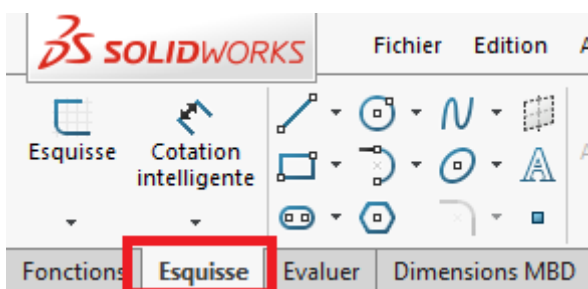 SOLIDWORKS Fichier Edition
Esquisse Cotation intelligente
Fonctions Esquisse Evaluer Dimensions MBD